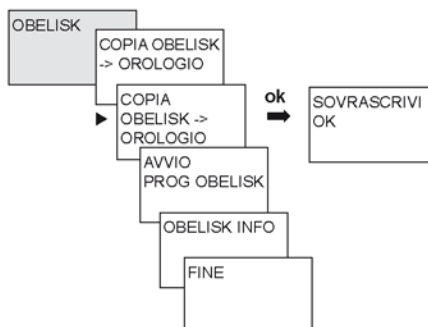 OBELISK
COPIA OBELISK
-> OROLOGIO
COPIA
OBELISK ->
OROLOGIO
ok
SOVRASCRIVI
OK
AVVIO
PROG OBELISK
OBELISK INFO
FINE